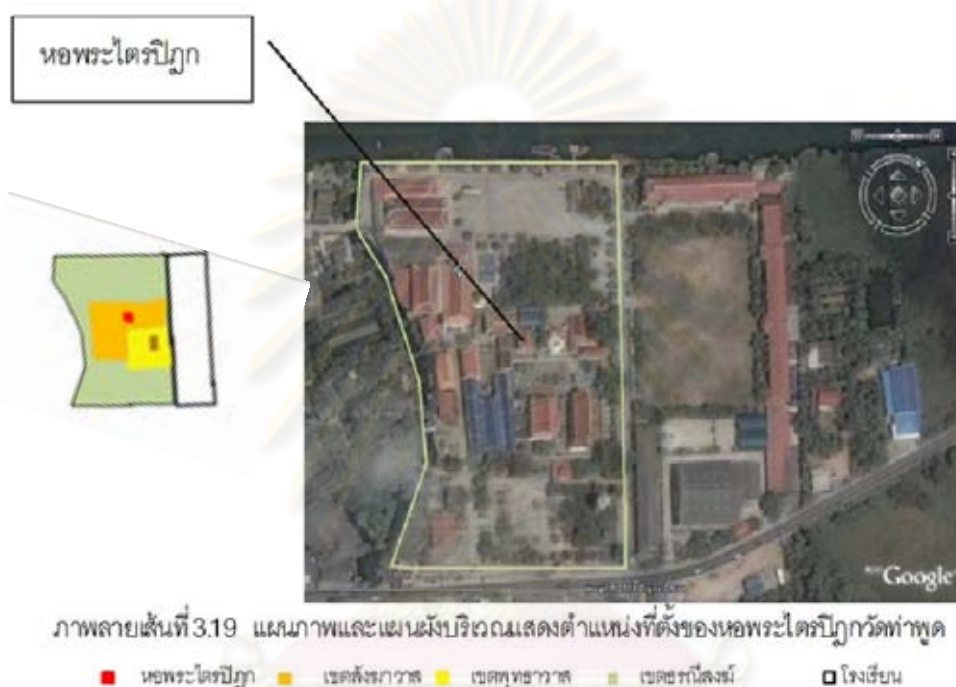 หอพระไตรปิฎก
Google
ภาพลายเส้นที่ 3.19 แผนภาพและแผนผังบริเวณแสดงตำแหน่งที่ตั้งของหอพระไตรปิฎกวัดท่าพูด
หอพระไตรปิฎก เขตสังฆาวาส เขตพุทธาวาส เขตธรณีสงฆ์ โรงเรียน